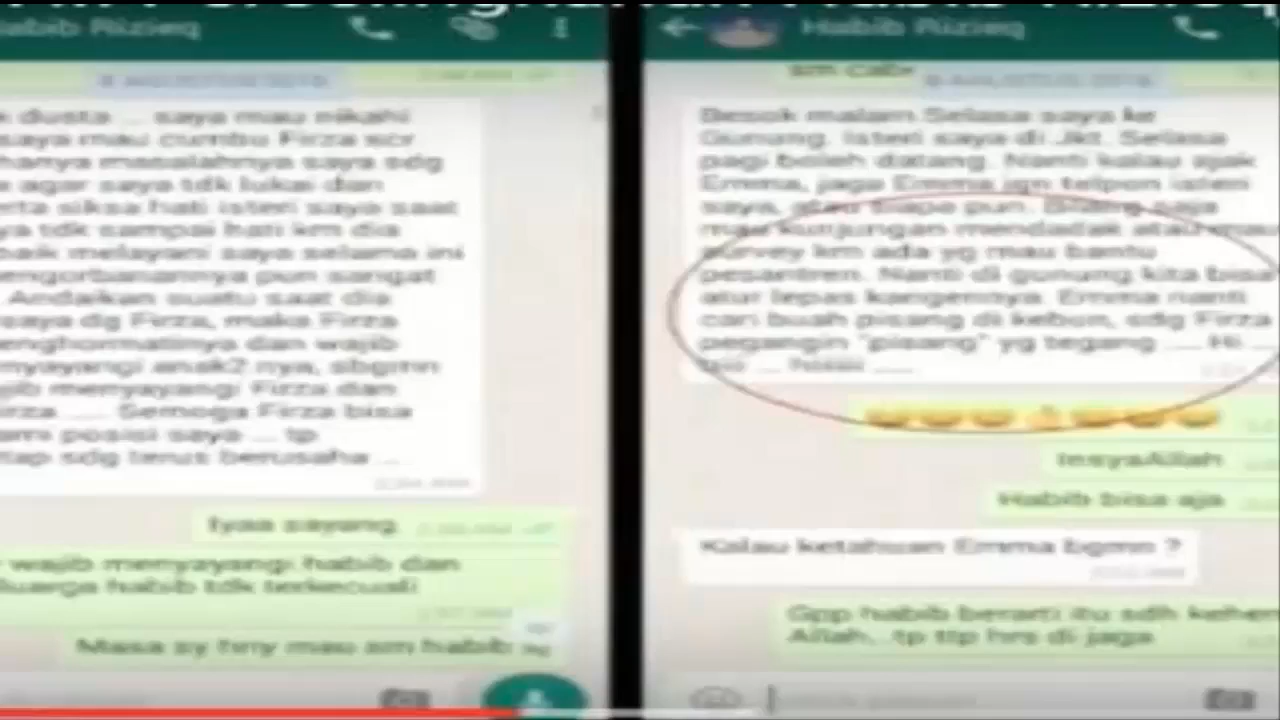 Habib Rizieq
dusta ... saya mau nikahi
saya mau cumbu Firza scr
hanya masalahnya saya sdg
agar saya tdk lukai dan
siksa hati isteri saya saat
tdk sampai hati krn dia
baik melayani saya selama ini
pengorbanannya pun sangat
Andaikan suatu saat dia
saya dg Firza, maka Firza
menghormatinya dan wajib
menyayangi anak2 nya, sbgmn
wajib menyayangi Firza dan
Firza .... Semoga Firza bisa
posisi saya ... tp
tetap sdg terus berusaha ...
Iyaa sayang
wajib menyayangi habib dan
habib tdk terkecuali
Masa sy hny mau sm habib
Habib Rizieq
Besok malam Selasa saya ke
Gunung. Isteri saya di Jkt. Selasa
pagi boleh datang. Nanti kalau ajak
Emma, jaga Emma jgn telpon isteri
saya, atau siapa pun. Bilang saja
mau kunjungan mendadak atau mau
survey krn ada yg mau bantu
pesantren. Nanti di gunung kita bisa
atur lepas kangennya. Emma nanti
cari buah pisang di kebun, sdg Firza
pegangin "pisang" yg tegang .... Hi ...
InsyaAllah
Habib bisa aja
Kalau ketahuan Emma bgmn ?
Gpp habib berarti itu sdh
Allah.. tp ttp hrs di jaga